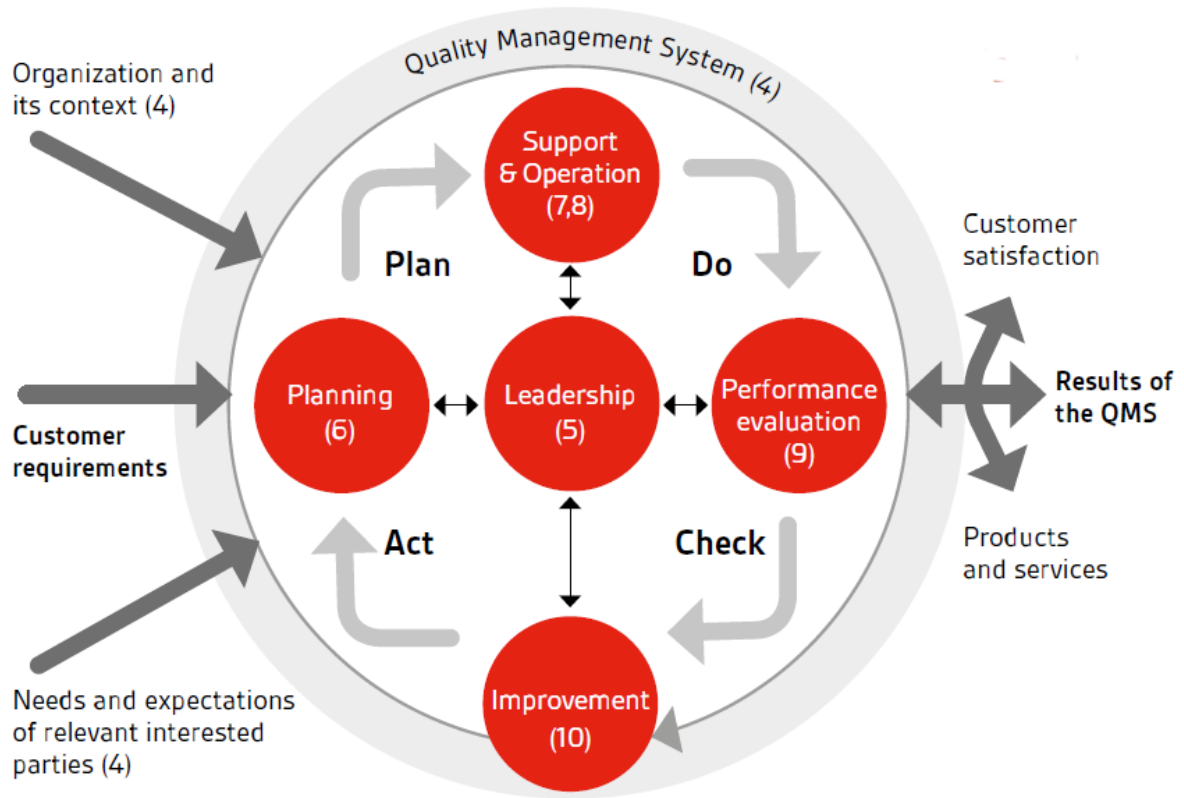 Quality Management System (4)
Organization and
its context (4)
Support
& Operation
(7,8)
Plan
Do
Customer
satisfaction
Planning
(6)
Leadership
(5)
Performance
evaluation
(9)
Results of
the QMS
Customer
requirements
Act
Check
Products
and services
Needs and expectations
of relevant interested
parties (4)
Improvement
(10)